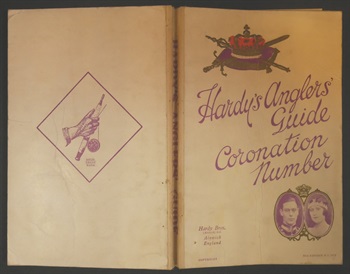 Hardy's Anglers'
Guide
Coronation
Number
Hardy Bros.
Alnwick
England